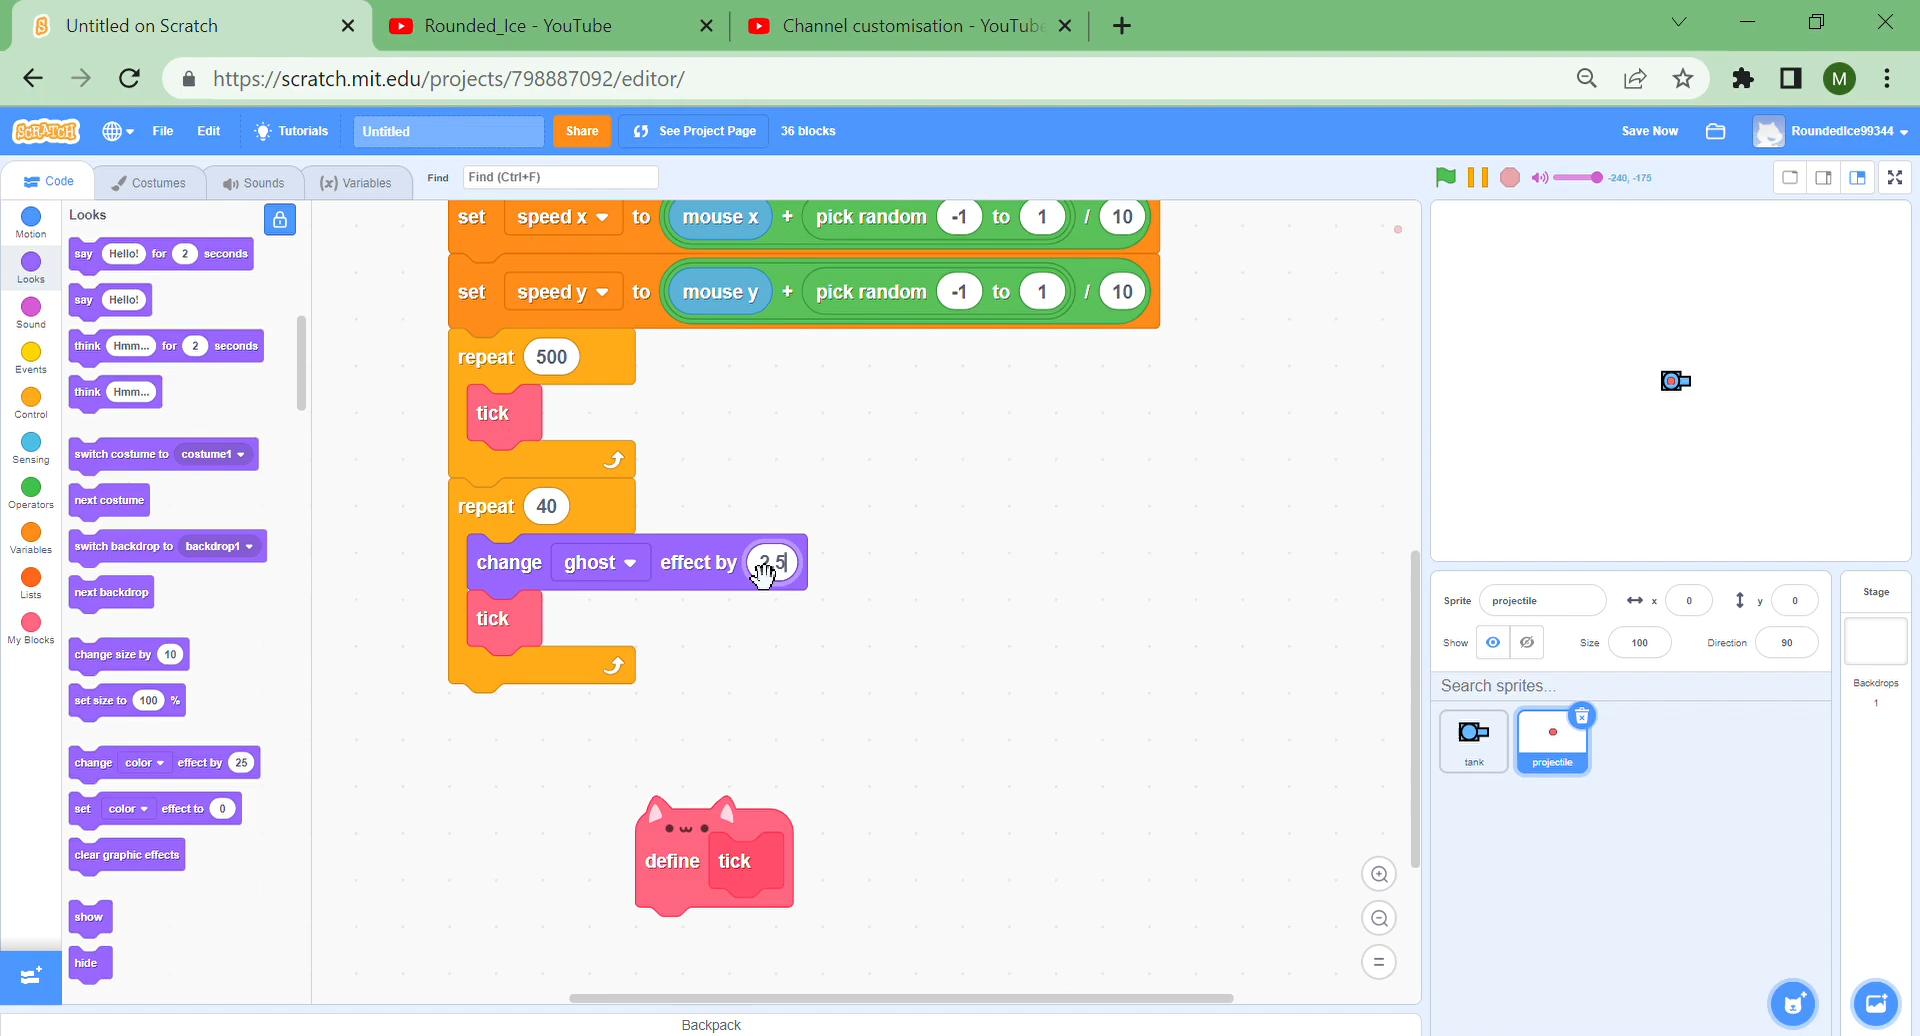 Untitled on Scratch
Rounded_Ice - YouTube
Channel customisation - YouTube
https://scratch.mit.edu/projects/798887092/editor/
M
SCRATCH
File
Edit
Tutorials
Untitled
Share
See Project Page
36 blocks
Save Now
RoundedIce99344
Code
Costumes
Sounds
(x) Variables
Find
Find (Ctrl+F)
-240, -175
Motion
Looks
Sound
Events
Control
Sensing
Operators
Variables
Lists
My Blocks
Looks
say Hello! for 2 seconds
say Hello!
think Hmm... for 2 seconds
think Hmm...
switch costume to costume1
next costume
switch backdrop to backdrop1
next backdrop
change size by 10
set size to 100 %
change color effect by 25
set color effect to 0
clear graphic effects
show
hide
set speed x to mouse x + pick random -1 to 1 / 10
set speed y to mouse y + pick random -1 to 1 / 10
repeat 500
tick
repeat 40
change ghost effect by 2.5
tick
define tick
Backpack
Sprite projectile x 0 y 0
Show Size 100 Direction 90
Search sprites...
tank
projectile
Stage
Backdrops
1